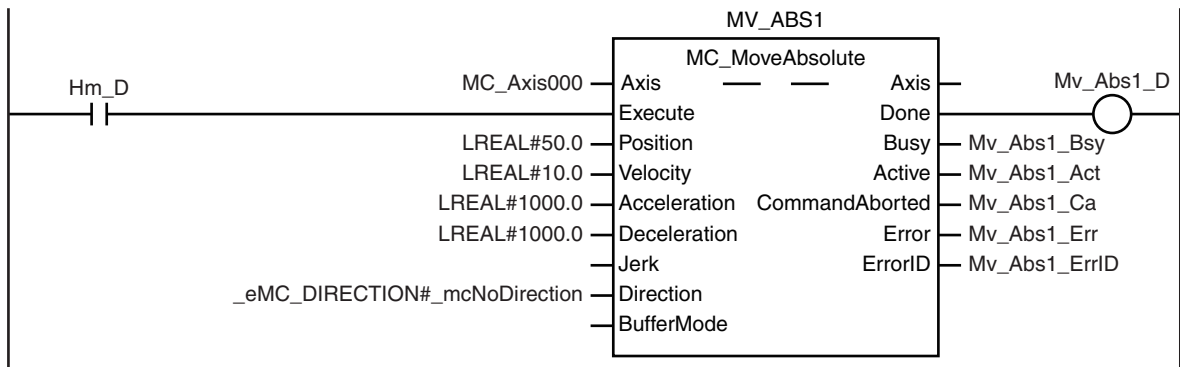 MV_ABS1
MC_MoveAbsolute
Hm_D
MC_Axis000 Axis Axis Mv_Abs1_D
Execute Done
LREAL#50.0 Position Busy Mv_Abs1_Bsy
LREAL#10.0 Velocity Active Mv_Abs1_Act
LREAL#1000.0 Acceleration CommandAborted Mv_Abs1_Ca
LREAL#1000.0 Deceleration Error Mv_Abs1_Err
Jerk ErrorID Mv_Abs1_ErrID
_eMC_DIRECTION#_mcNoDirection Direction
BufferMode